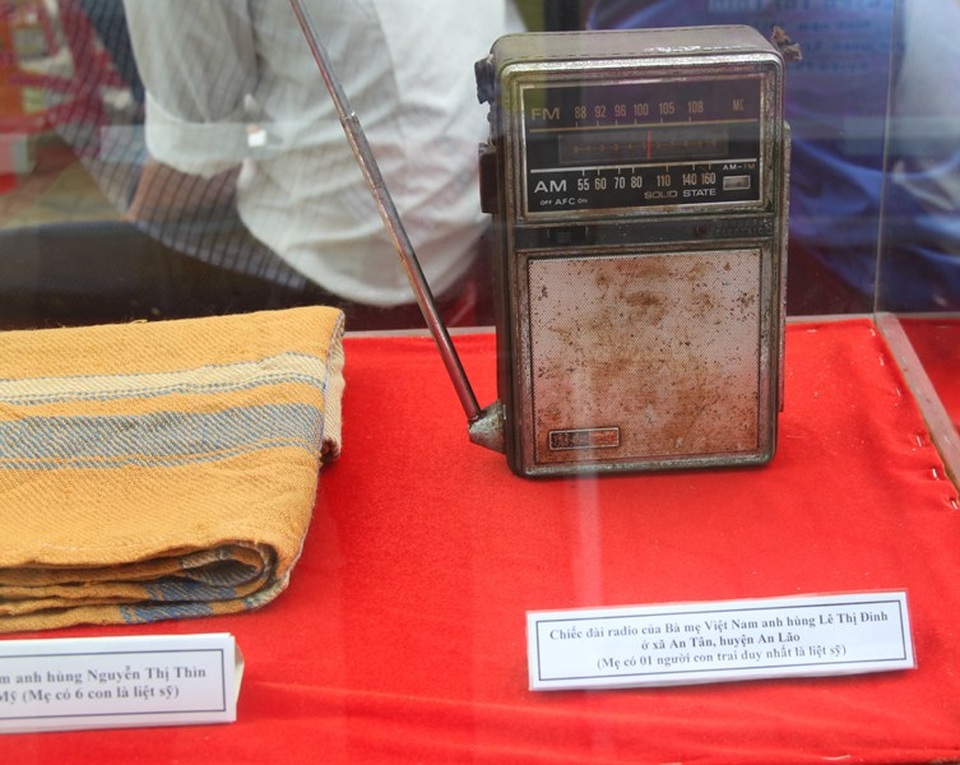 FM 88 92 96 100 105 108 MC
AM 55 60 70 80 110 140 160
AM-FM
OFF AFC ON
SOLID STATE
Chiếc đài radio của Bà mẹ Việt Nam anh hùng Lê Thị Đinh
ở xã An Tân, huyện An Lão
(Mẹ có 01 người con trai duy nhất là liệt sỹ)
anh hùng Nguyễn Thị Thìn
Mỹ (Mẹ có 6 con là liệt sỹ)